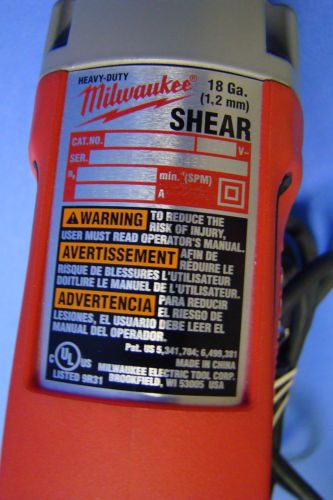 HEAVY-DUTY
Milwaukee®
18 Ga.
(1,2 mm)
SHEAR
CAT.NO.
V~
SER.
n₀ min.⁻¹(SPM)
A
WARNING TO REDUCE THE
RISK OF INJURY,
USER MUST READ OPERATOR'S MANUAL.
AVERTISSEMENT AFIN DE
RÉDUIRE LE
RISQUE DE BLESSURES L'UTILISATEUR
DOITLIRE LE MANUEL DE L'UTILISATEUR.
ADVERTENCIA PARA REDUCIR
EL RIESGO DE
LESIONES, EL USUARIO DEBE LEER EL
MANUAL DEL OPERADOR.
Pat. US 5,341,704; 6,499,381
MADE IN CHINA
C UL US MILWAUKEE ELECTRIC TOOL CORP.
LISTED 9R31 BROOKFIELD, WI 53005 USA